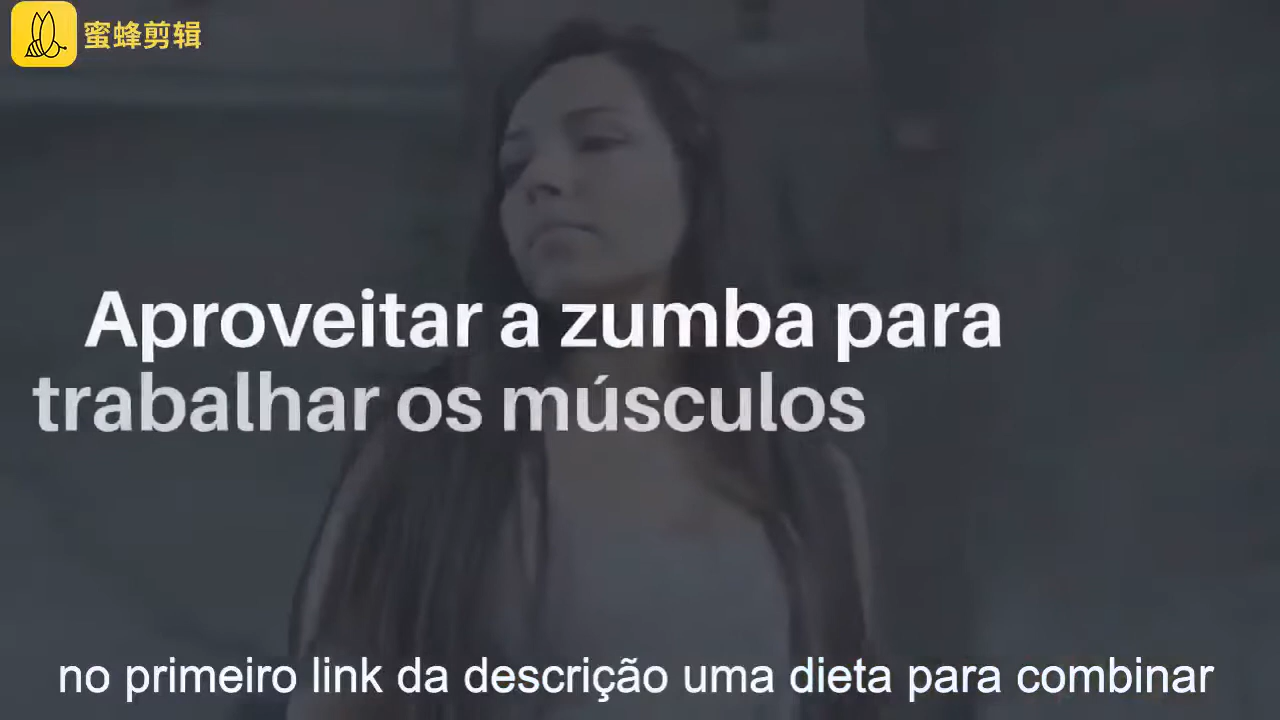 蜜蜂剪辑
Aproveitar a zumba para
trabalhar os músculos
no primeiro link da descrição uma dieta para combinar